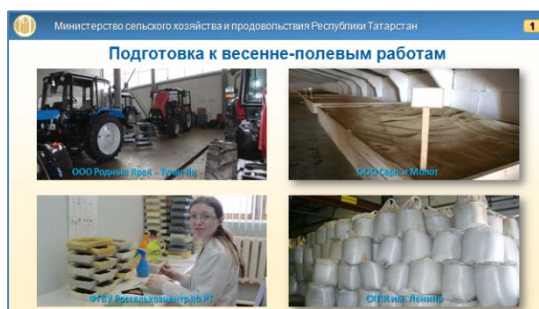 Министерство сельского хозяйства и продовольствия Республики Татарстан
1
Подготовка к весенне-полевым работам
ООО Родные Края -
ООО Серп и Молот
ФГБУ Россельхозцентр по РТ
СХПК им. Ленина